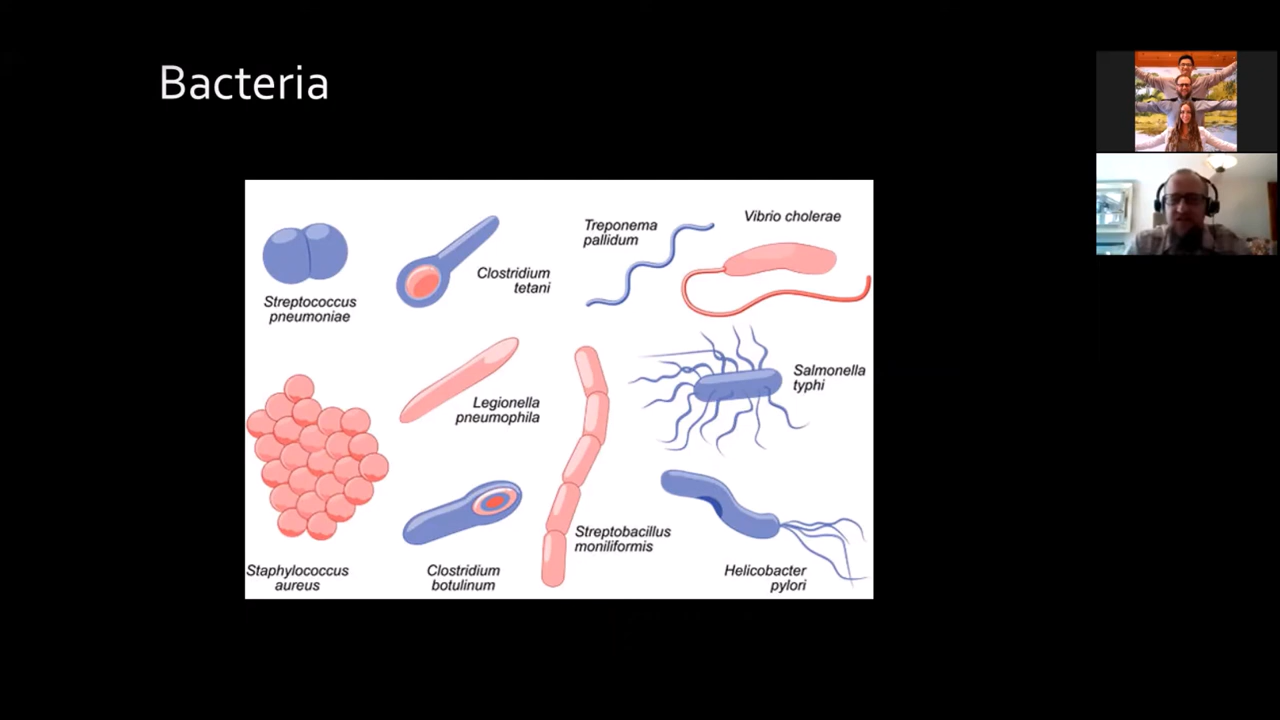 Bacteria
Streptococcus
pneumoniae
Clostridium
tetani
Treponema
pallidum
Vibrio cholerae
Legionella
pneumophila
Salmonella
typhi
Staphylococcus
aureus
Clostridium
botulinum
Streptobacillus
moniliformis
Helicobacter
pylori